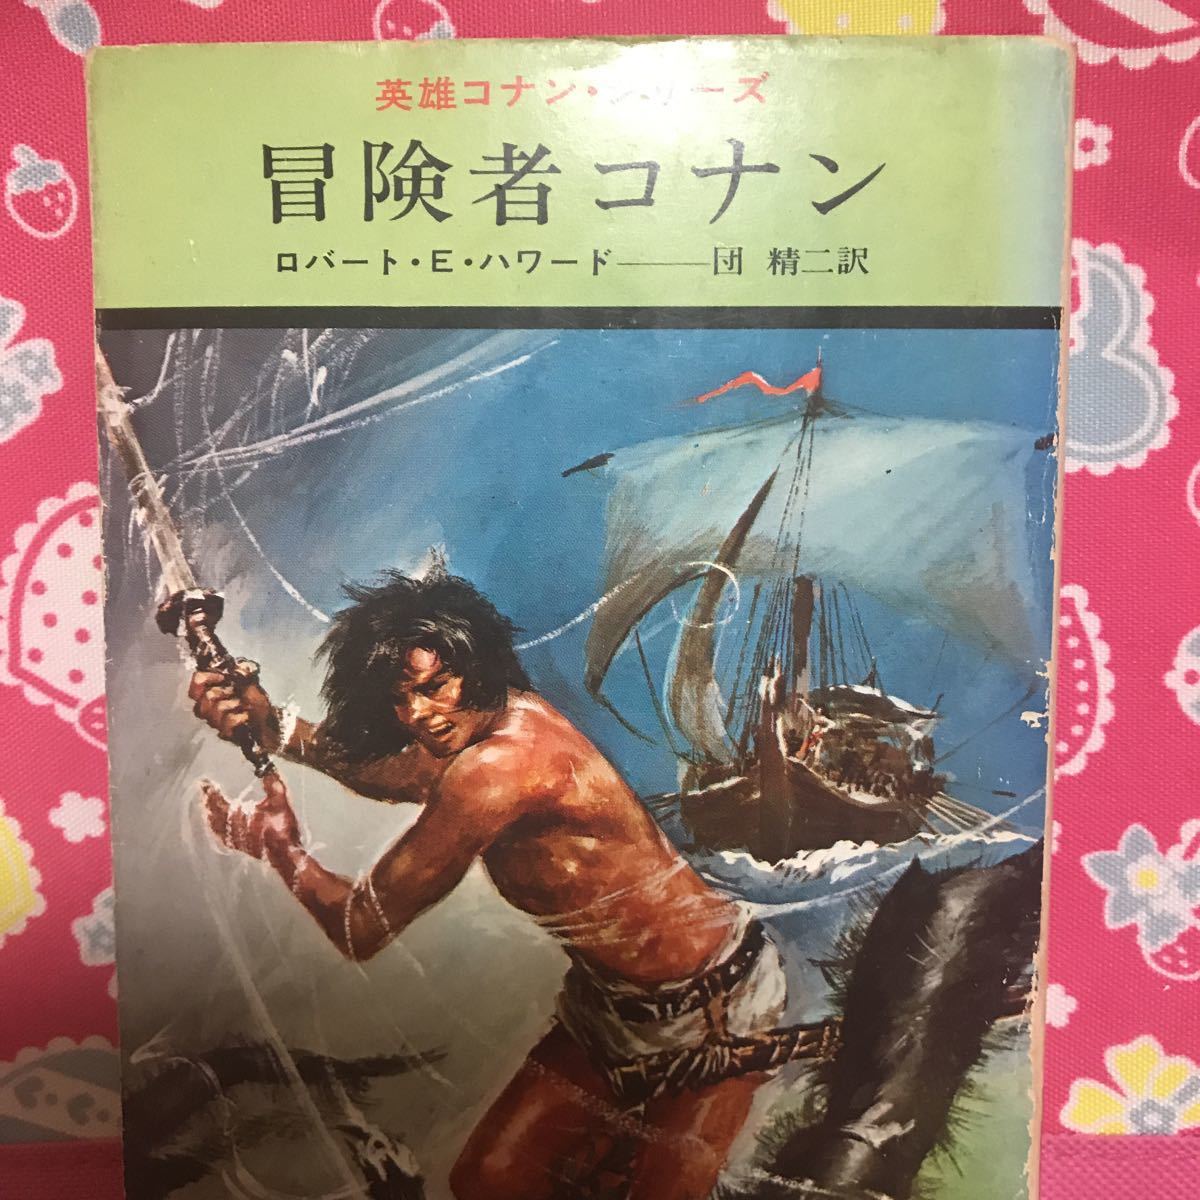 英雄コナン・シリーズ
冒険者コナン
ロバート・E・ハワード——団 精二訳